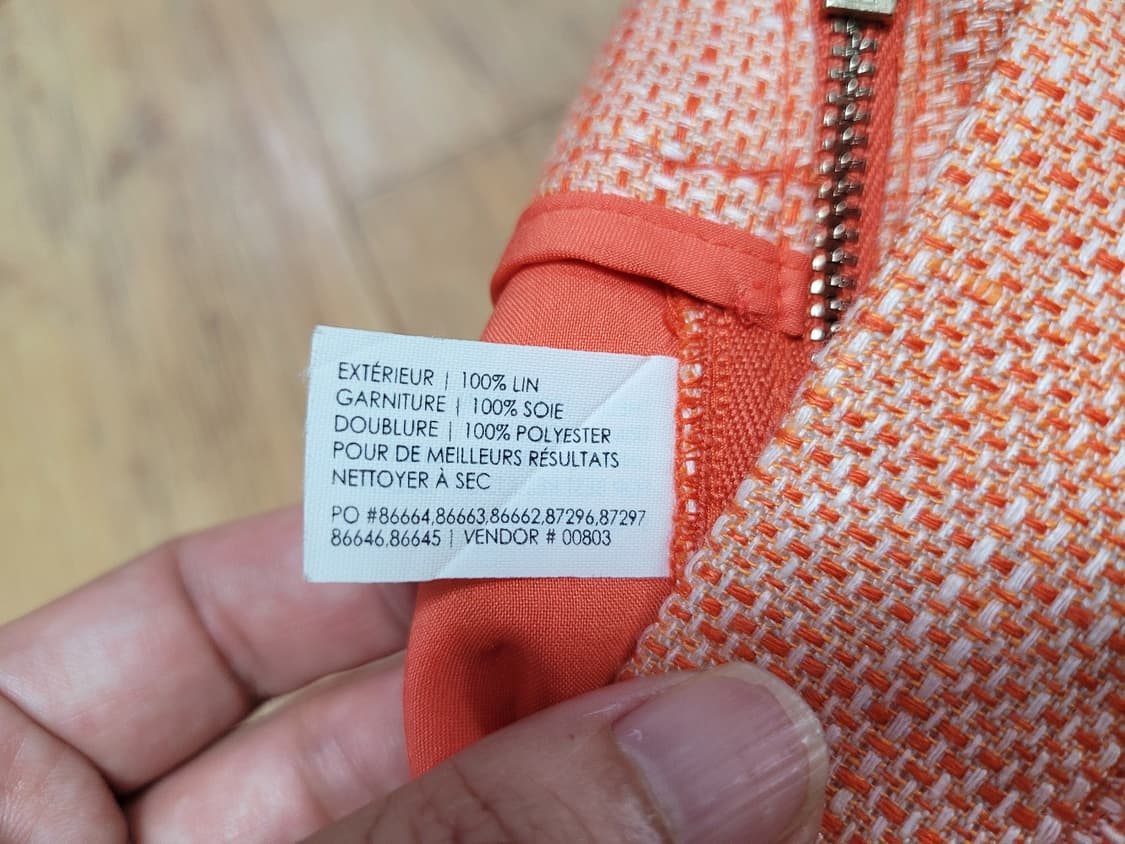 EXTÉRIEUR | 100% LIN
GARNITURE | 100% SOIE
DOUBLURE | 100% POLYESTER
POUR DE MEILLEURS RÉSULTATS
NETTOYER À SEC
PO #86664,86663,86662,87296,87297
86646,86645 | VENDOR # 00803